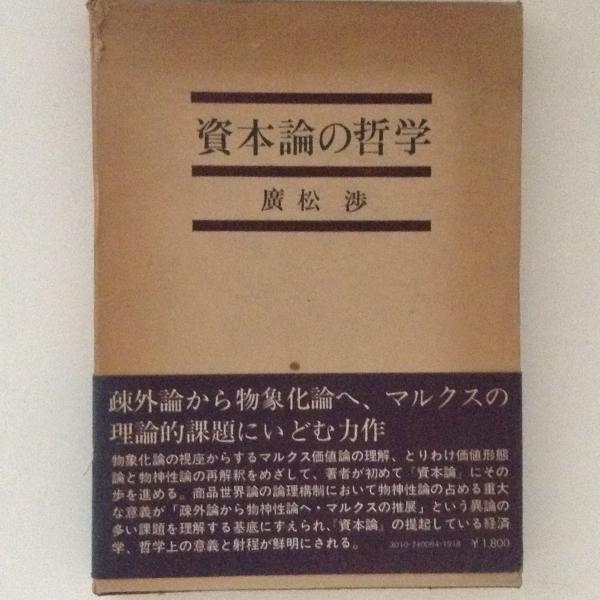 資本論の哲学
廣松 渉
疎外論から物象化論へ、マルクスの
理論的課題にいどむ力作
物象化論の視座からするマルクス価値論の理解、とりわけ価値形態
論と物神性論の再解釈をめざして、著者が初めて『資本論』にその
歩を進める。商品世界論の論理構制において物神性論の占める重大
な意義が「疎外論から物神性論へ・マルクスの推展」という異論の
多い課題を理解する基底にすえられ、『資本論』の提起している経済
学、哲学上の意義と射程が鮮明にされる。 3010-740064-1918 ￥1,800